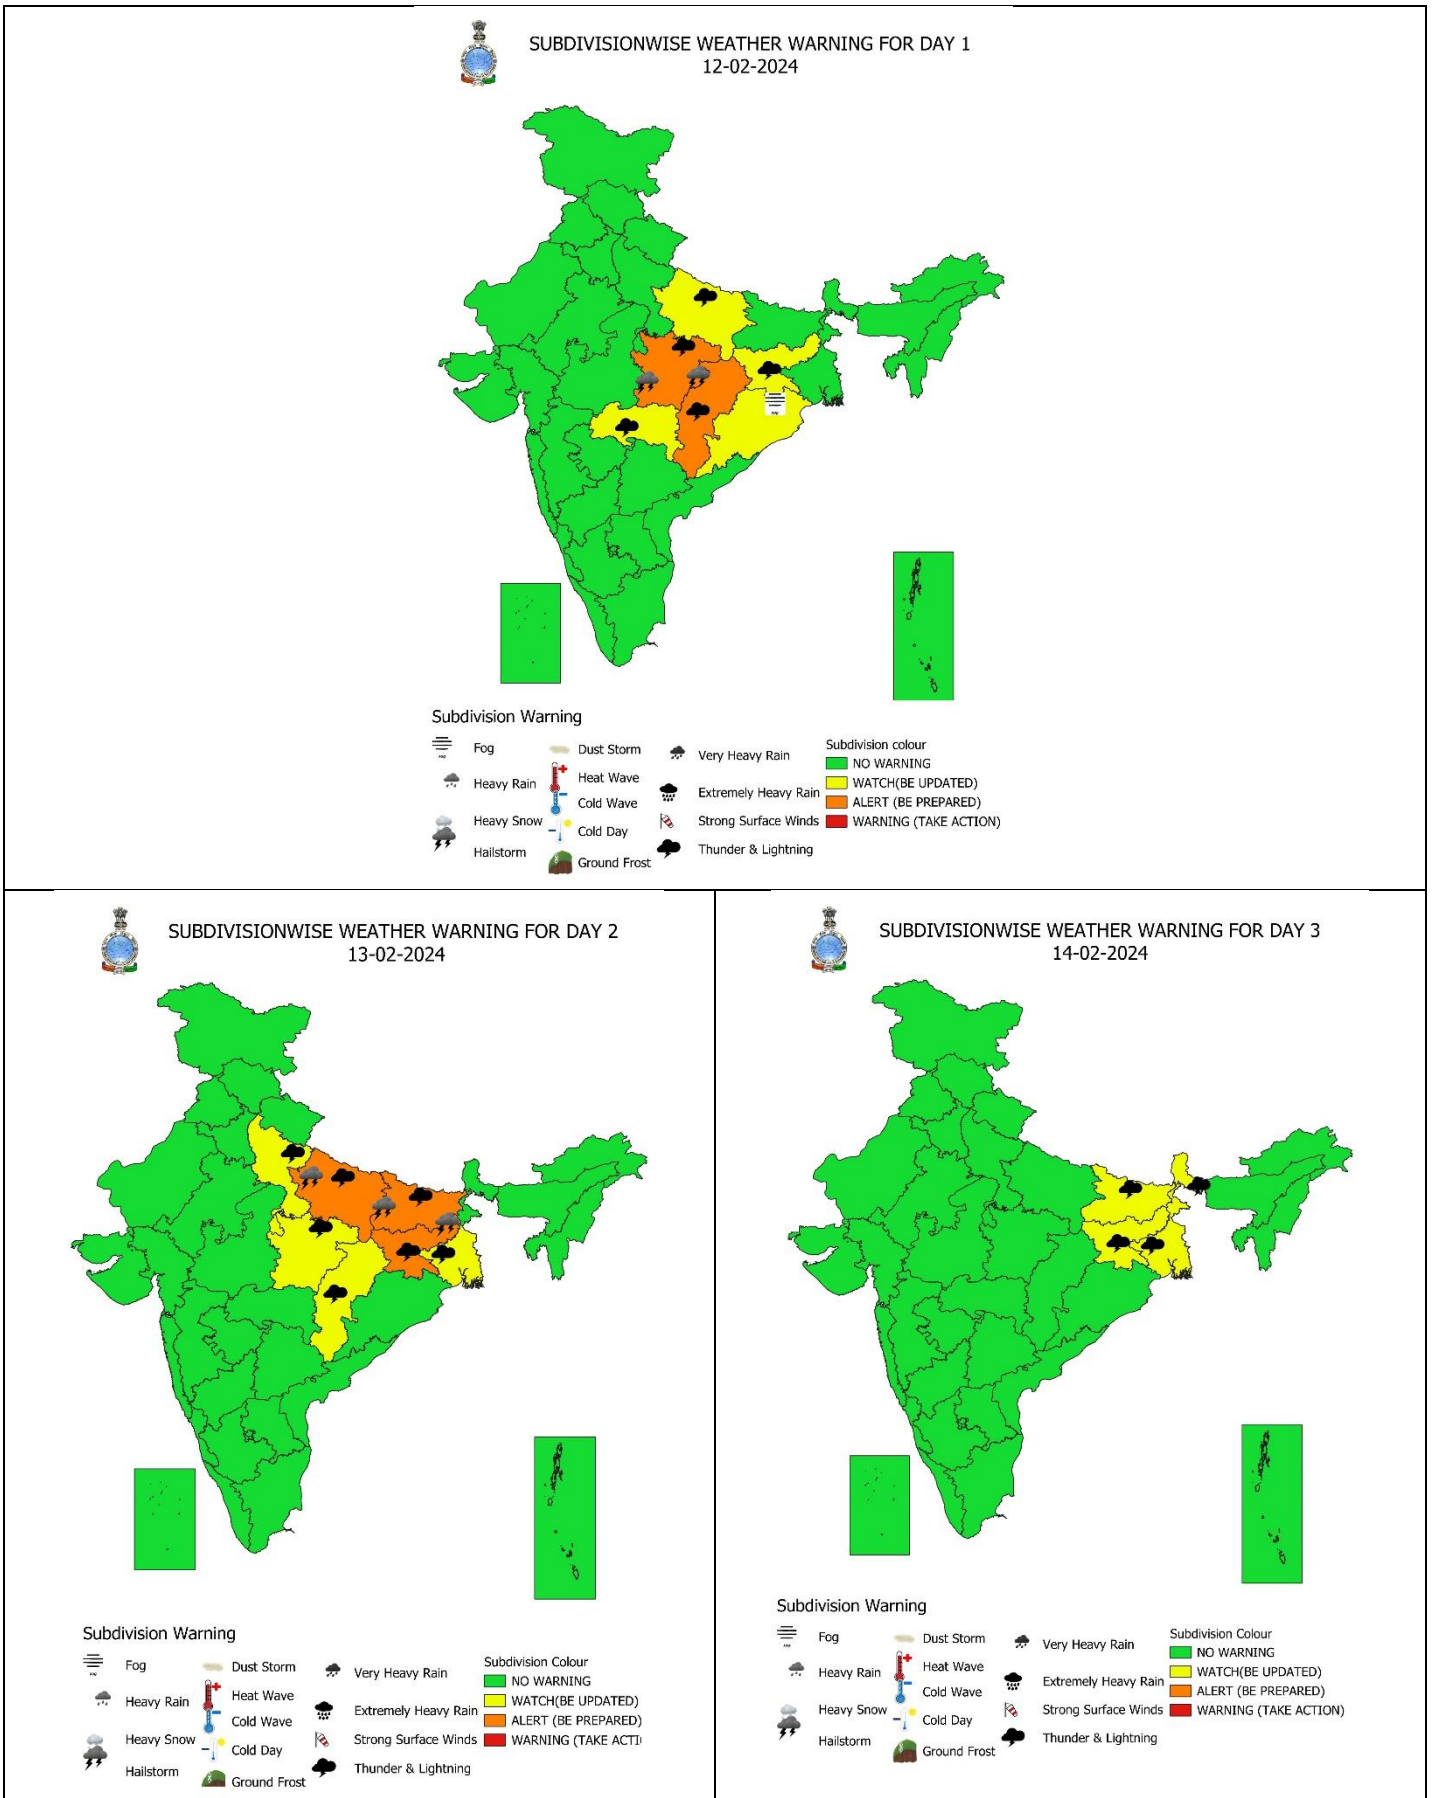 SUBDIVISIONWISE WEATHER WARNING FOR DAY 1
12-02-2024
Subdivision Warning
Fog
Heavy Rain
Heavy Snow
Hailstorm
Dust Storm
Heat Wave
Cold Wave
Cold Day
Ground Frost
Very Heavy Rain
Extremely Heavy Rain
Strong Surface Winds
Thunder & Lightning
Subdivision colour
NO WARNING
WATCH(BE UPDATED)
ALERT (BE PREPARED)
WARNING (TAKE ACTION)
SUBDIVISIONWISE WEATHER WARNING FOR DAY 2
13-02-2024
Subdivision Warning
Fog
Heavy Rain
Heavy Snow
Hailstorm
Dust Storm
Heat Wave
Cold Wave
Cold Day
Ground Frost
Very Heavy Rain
Extremely Heavy Rain
Strong Surface Winds
Thunder & Lightning
Subdivision Colour
NO WARNING
WATCH(BE UPDATED)
ALERT (BE PREPARED)
WARNING (TAKE ACTI
SUBDIVISIONWISE WEATHER WARNING FOR DAY 3
14-02-2024
Subdivision Warning
Fog
Heavy Rain
Heavy Snow
Hailstorm
Dust Storm
Heat Wave
Cold Wave
Cold Day
Ground Frost
Very Heavy Rain
Extremely Heavy Rain
Strong Surface Winds
Thunder & Lightning
Subdivision Colour
NO WARNING
WATCH(BE UPDATED)
ALERT (BE PREPARED)
WARNING (TAKE ACTION)